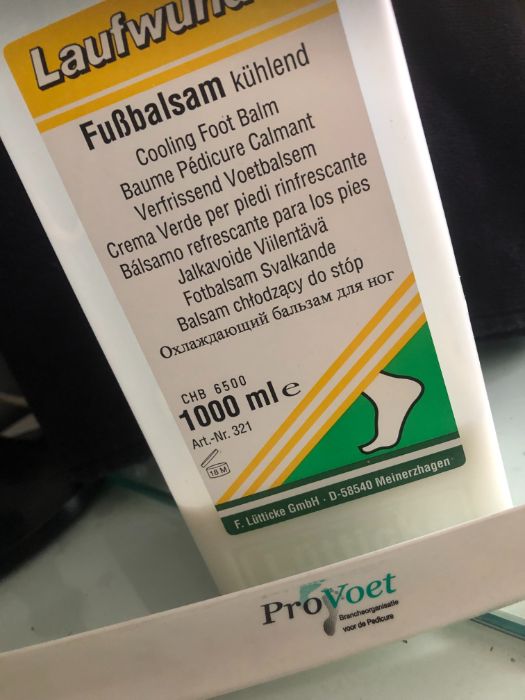 Fußbalsam kühlend
Cooling Foot Balm
Baume Pédicure Calmant
Verfrissend Voetbalsem
Crema Verde per piedi rinfrescante
Bálsamo refrescante para los pies
Jalkavoide Viilentävä
Fotbalsam Svalkande
Balsam chłodzący do stóp
Охлаждающий бальзам для ног
CHB 6500
1000 ml e
Art.-Nr. 321
18 M
F. Lütticke GmbH · D-58540 Meinerzhagen
ProVoet
Brancheorganisatie
voor de Pedicure